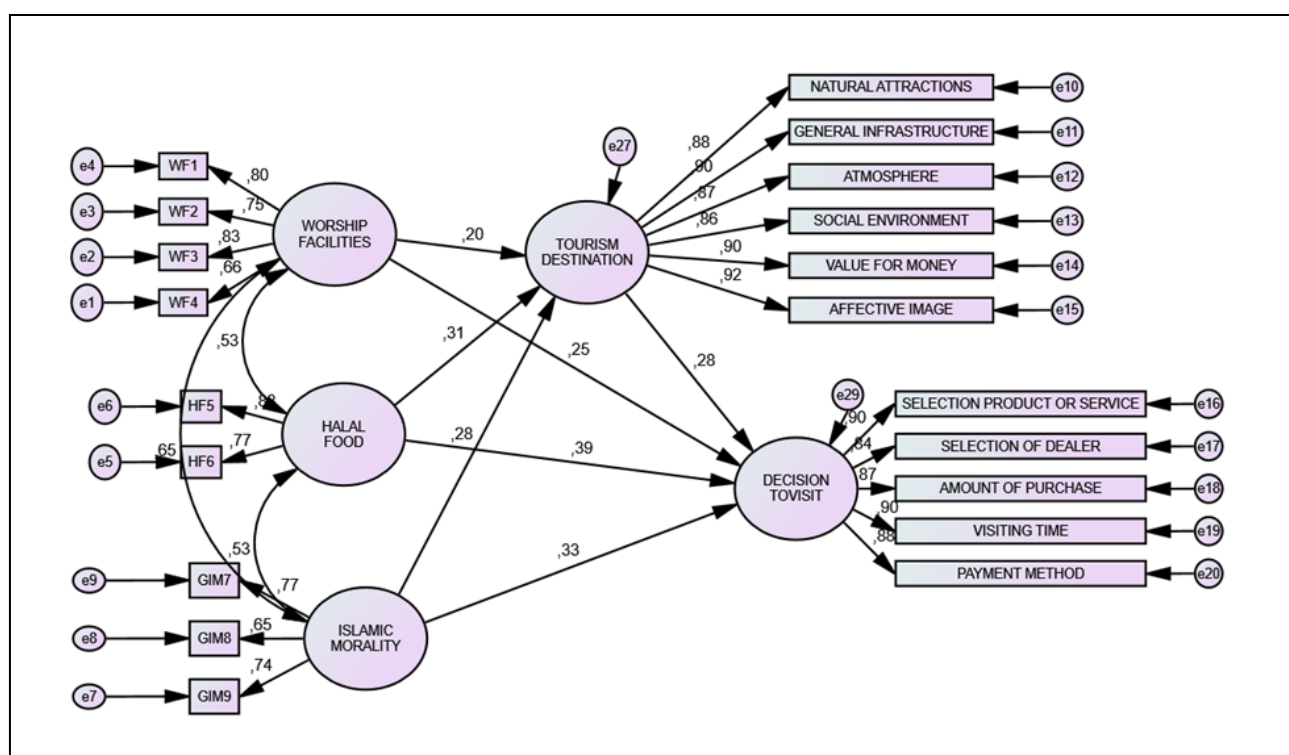 NATURAL ATTRACTIONS
e10
,88
GENERAL INFRASTRUCTURE
e11
,90
ATMOSPHERE
e12
,87
SOCIAL ENVIRONMENT
e13
,86
VALUE FOR MONEY
e14
,90
AFFECTIVE IMAGE
e15
,92
e27
TOURISM
DESTINATION
e4
WF1
,80
e3
WF2
,75
e2
WF3
,83
e1
WF4
,66
WORSHIP
FACILITIES
,20
,53
,31
,25
,28
e6
HF5
e5
HF6
,77
,65
HALAL
FOOD
,28
,39
,53
,33
e9
GIM7
,77
e8
GIM8
,65
e7
GIM9
,74
ISLAMIC
MORALITY
e29
DECISION
TOVISIT
,90
SELECTION PRODUCT OR SERVICE
e16
,84
SELECTION OF DEALER
e17
87
AMOUNT OF PURCHASE
e18
,90
VISITING TIME
e19
,88
PAYMENT METHOD
e20